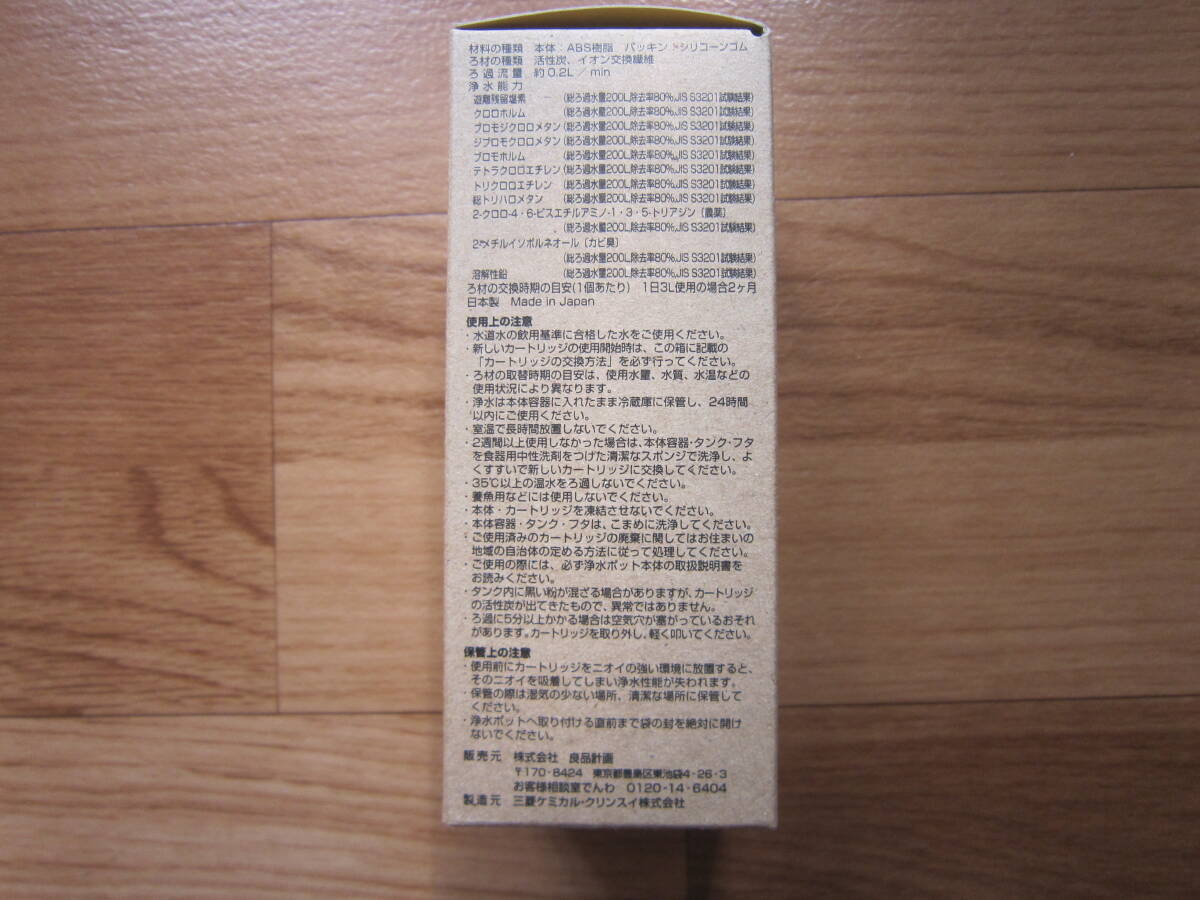 材料の種類 本体：ABS樹脂 パッキン：シリコーンゴム
ろ材の種類 活性炭、イオン交換繊維
ろ過流量 約0.2L／min
浄水能力
遊離残留塩素 (総ろ過水量200L,除去率80%,JIS S3201試験結果)
クロロホルム (総ろ過水量200L,除去率80%,JIS S3201試験結果)
ブロモジクロロメタン (総ろ過水量200L,除去率80%,JIS S3201試験結果)
ジブロモクロロメタン (総ろ過水量200L,除去率80%,JIS S3201試験結果)
ブロモホルム (総ろ過水量200L,除去率80%,JIS S3201試験結果)
テトラクロロエチレン (総ろ過水量200L,除去率80%,JIS S3201試験結果)
トリクロロエチレン (総ろ過水量200L,除去率80%,JIS S3201試験結果)
総トリハロメタン (総ろ過水量200L,除去率80%,JIS S3201試験結果)
2-クロロ-4・6-ビスエチルアミノ-1・3・5-トリアジン〔農薬〕
(総ろ過水量200L,除去率80%,JIS S3201試験結果)
2-メチルイソボルネオール〔カビ臭〕
(総ろ過水量200L,除去率80%,JIS S3201試験結果)
溶解性鉛 (総ろ過水量200L,除去率80%,JIS S3201試験結果)
ろ材の交換時期の目安(1個あたり) 1日3L使用の場合2ヶ月
日本製 Made in Japan
使用上の注意
・水道水の飲用基準に合格した水をご使用ください。
・新しいカートリッジの使用開始時は、この箱に記載の
「カートリッジの交換方法」を必ず行ってください。
・ろ材の取替時期の目安は、使用水量、水質、水温などの
使用状況により異なります。
・浄水は本体容器に入れたまま冷蔵庫に保管し、24時間
以内にご使用ください。
・室温で長時間放置しないでください。
・2週間以上使用しなかった場合は、本体容器・タンク・フタ
を食器用中性洗剤をつけた清潔なスポンジで洗浄し、よ
くすすいで新しいカートリッジに交換してください。
・35℃以上の温水をろ過しないでください。
・養魚用などには使用しないでください。
・本体・カートリッジを凍結させないでください。
・本体容器・タンク・フタは、こまめに洗浄してください。
・ご使用済みのカートリッジの廃棄に関してはお住まいの
地域の自治体の定める方法に従って処理してください。
・ご使用の際には、必ず浄水ポット本体の取扱説明書を
お読みください。
・タンク内に黒い粉が混ざる場合がありますが、カートリッジ
の活性炭が出てきたもので、異常ではありません。
・ろ過に5分以上かかる場合は空気穴が塞がっているおそれ
があります。カートリッジを取り外し、軽く叩いてください。
保管上の注意
・使用前にカートリッジをニオイの強い環境に放置すると、
そのニオイを吸着してしまい浄水性能が失われます。
・保管の際は湿気の少ない場所、清潔な場所に保管して
ください。
・浄水ポットへ取り付ける直前まで袋の封を絶対に開け
ないでください。
販売元 株式会社 良品計画
〒170-8424 東京都豊島区東池袋4-26-3
お客様相談室でんわ 0120-14-6404
製造元 三菱ケミカル・クリンスイ株式会社